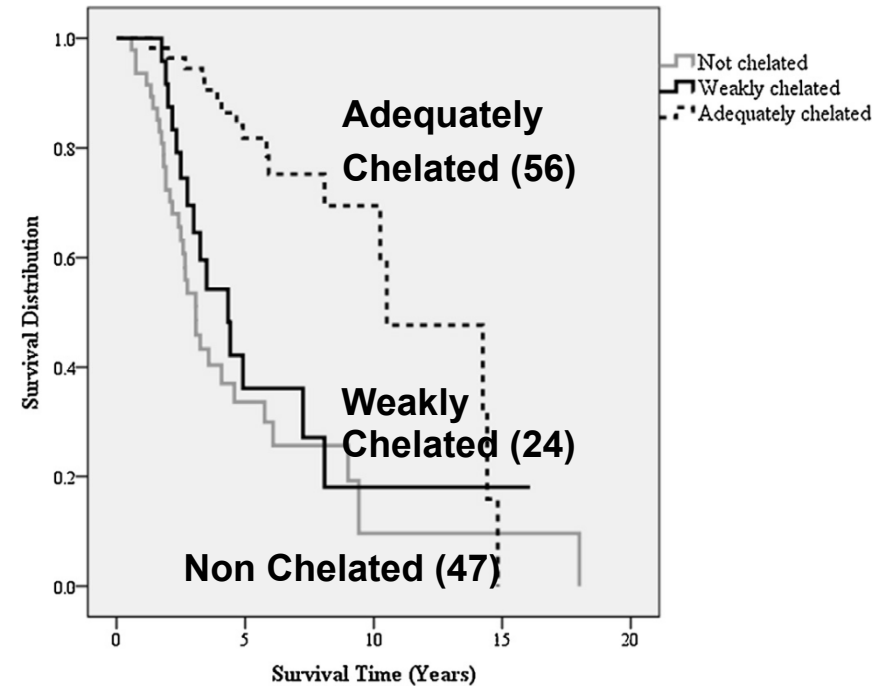 1.0
0.8
0.6
0.4
0.2
0.0
Survival Distribution
Adequately
Chelated (56)
Weakly
Chelated (24)
Non Chelated (47)
0 5 10 15 20
Survival Time (Years)
Not chelated
Weakly chelated
Adequately chelated